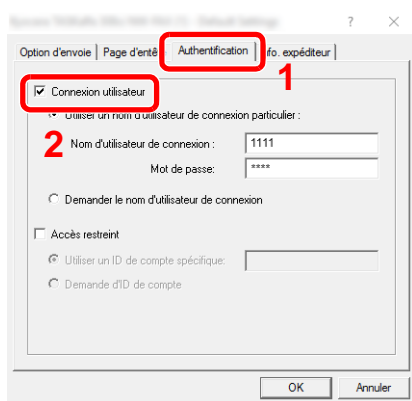 ? ×
Option d'envoie Page d'enté Authentification fo. expéditeur
1
Connexion utilisateur
Utiliser un nom d'utilisateur de connexion particulier :
2 Nom d'utilisateur de connexion : 1111
Mot de passe: ****
Demander le nom d'utilisateur de connexion
Accès restreint
Utiliser un ID de compte spécifique:
Demande d'ID de compte
OK Annuler